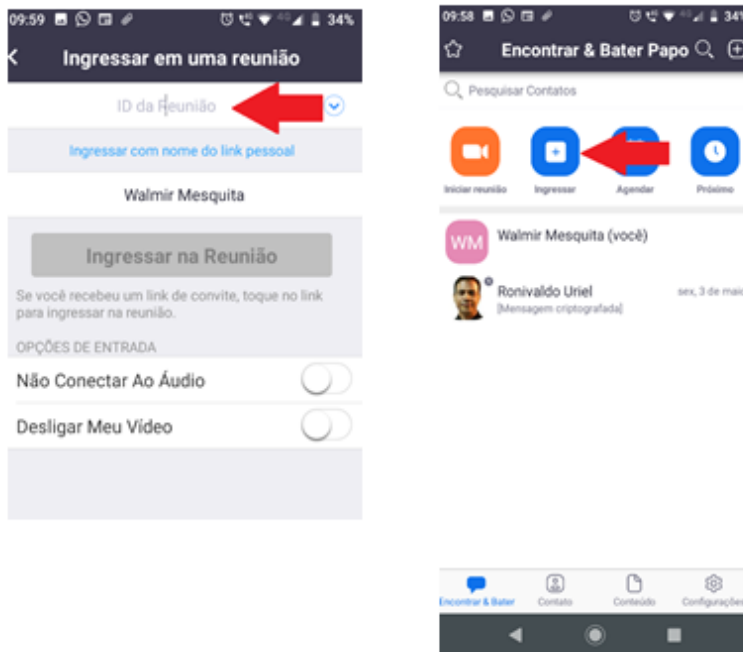 09:59
34%
Ingressar em uma reunião
ID da Reunião
Ingressar com nome do link pessoal
Walmir Mesquita
Ingressar na Reunião
Se você recebeu um link de convite, toque no link
para ingressar na reunião.
OPÇÕES DE ENTRADA
Não Conectar Ao Áudio
Desligar Meu Vídeo
09:58
34%
Encontrar & Bater Papo
Pesquisar Contatos
Iniciar reunião
Ingressar
Agendar
Próximo
WM
Walmir Mesquita (você)
Ronivaldo Uriel
sex, 3 de maio
[Mensagem criptografada]
Encontrar & Bater
Contato
Conteúdo
Configurações